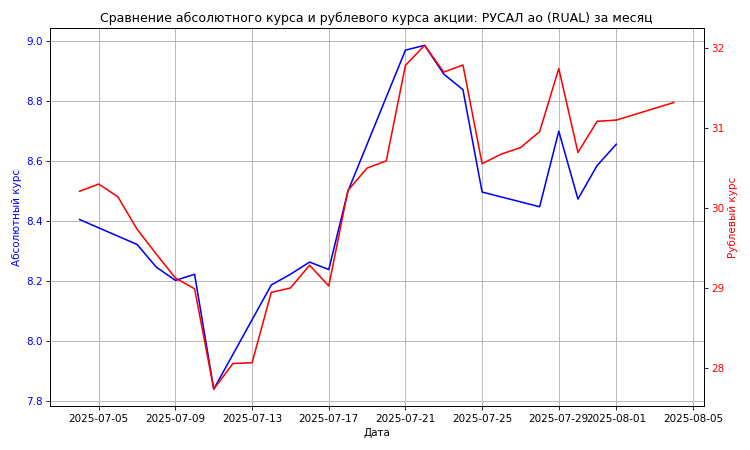 Сравнение абсолютного курса и рублевого курса акции: РУСАЛ ао (RUAL) за месяц
9.0
8.8
8.6
8.4
8.2
8.0
7.8
Абсолютный курс
32
31
30
29
28
Рублевый курс
2025-07-05 2025-07-09 2025-07-13 2025-07-17 2025-07-21 2025-07-25 2025-07-29 2025-08-01 2025-08-05
Дата